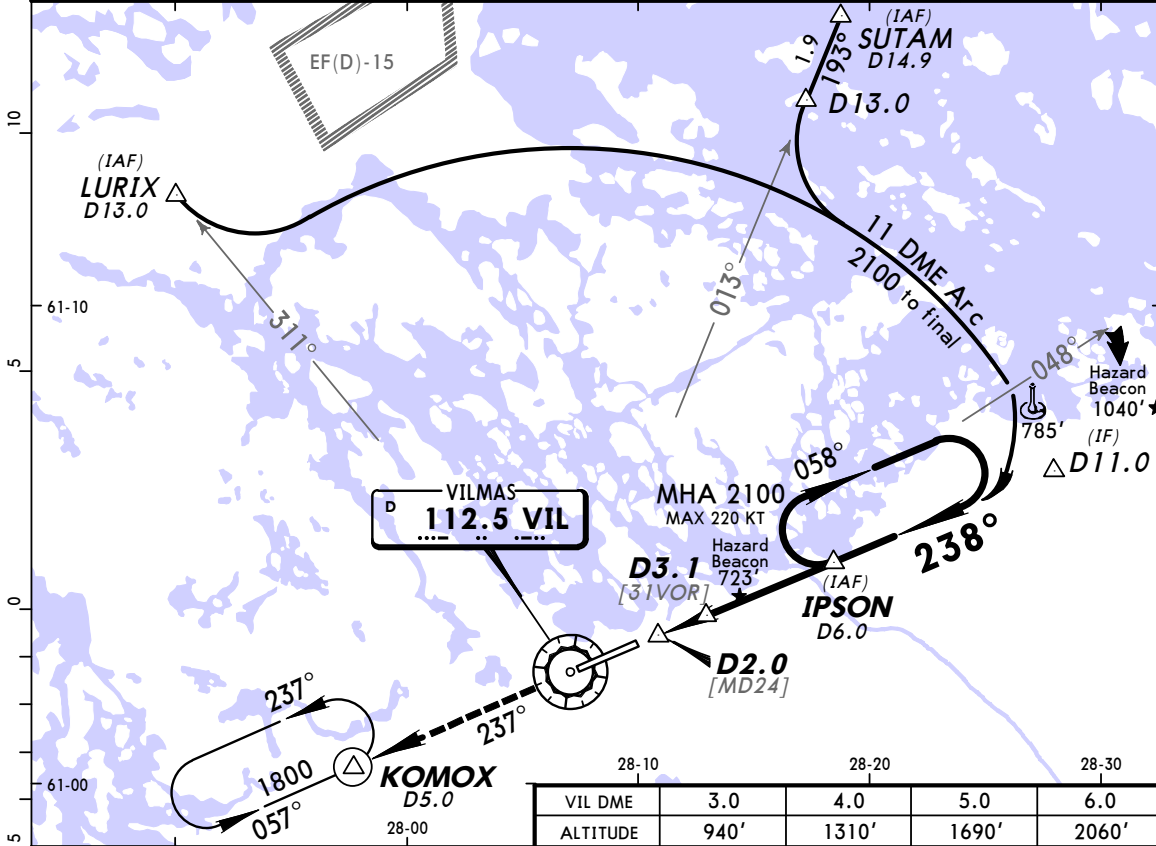 (IAF)
SUTAM
D14.9
1.9
193°
D13.0
EF(D)-15
10
(IAF)
LURIX
D13.0
11 DME Arc
2100 to final
013°
311°
61-10
5
048°
Hazard
Beacon
1040'
785'
(IF)
D11.0
058°
MHA 2100
MAX 220 KT
238°
VILMAS
D
112.5 VIL
Hazard
Beacon
723'
D3.1
[31VOR]
(IAF)
IPSON
D6.0
0
D2.0
[MD24]
237°
237°
1800
057°
KOMOX
D5.0
61-00
28-10
28-20
28-30
28-00
5
VIL DME 3.0 4.0 5.0 6.0
ALTITUDE 940' 1310' 1690' 2060'